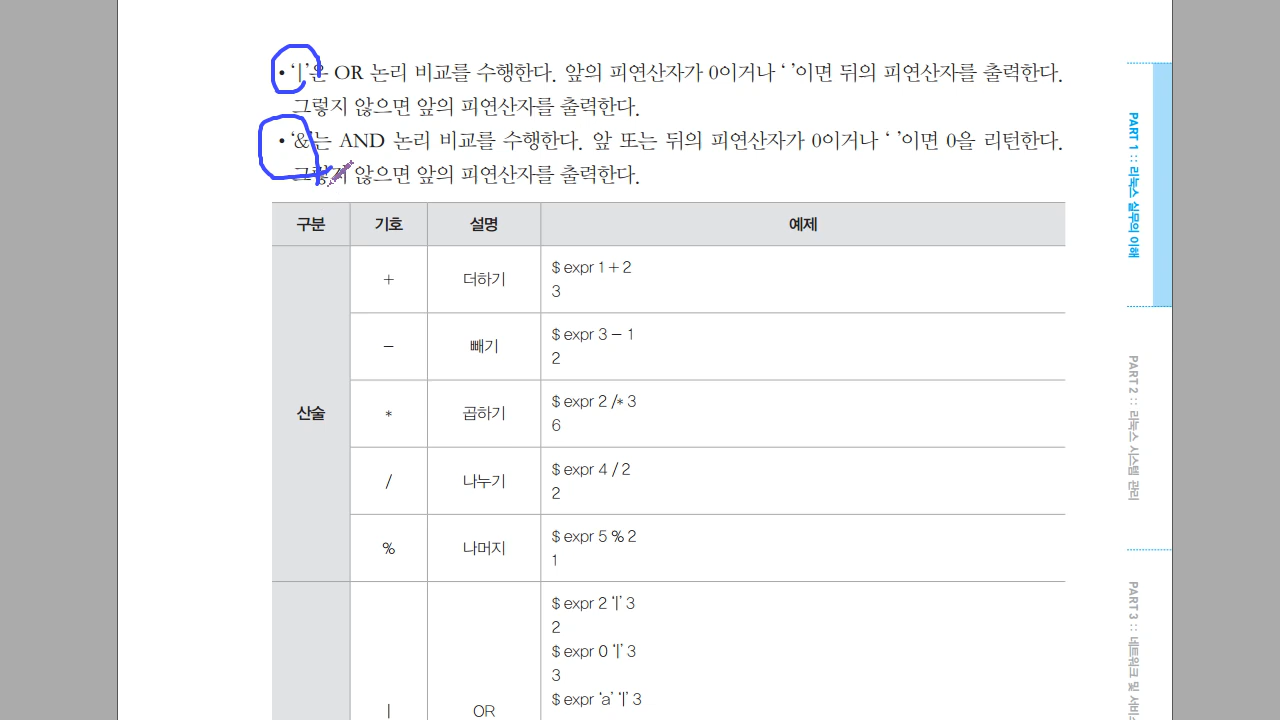 • ‘|’은 OR 논리 비교를 수행한다. 앞의 피연산자가 0이거나 ‘ ’이면 뒤의 피연산자를 출력한다.
그렇지 않으면 앞의 피연산자를 출력한다.
• ‘&’는 AND 논리 비교를 수행한다. 앞 또는 뒤의 피연산자가 0이거나 ‘ ’이면 0을 리턴한다.
그렇지 않으면 앞의 피연산자를 출력한다.
구분 기호 설명 예제
산술
+ 더하기 $ expr 1 + 2
3
− 빼기 $ expr 3 − 1
2
* 곱하기 $ expr 2 /* 3
6
/ 나누기 $ expr 4 / 2
2
% 나머지 $ expr 5 % 2
1
| OR $ expr 2 ‘|’ 3
2
$ expr 0 ‘|’ 3
3
$ expr ‘a’ ‘|’ 3
PART 1 :: 리눅스 실무의 이해
PART 2 :: 리눅스 시스템 관리
PART 3 :: 네트워크 및